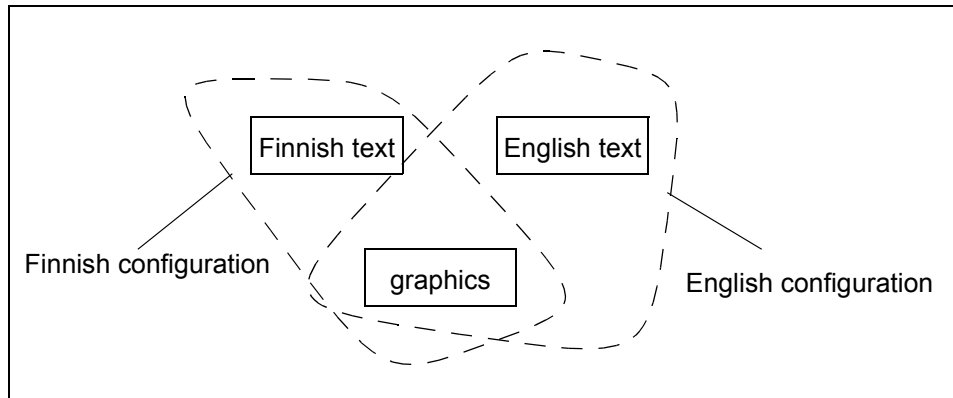 Finnish text
English text
Finnish configuration
graphics
English configuration